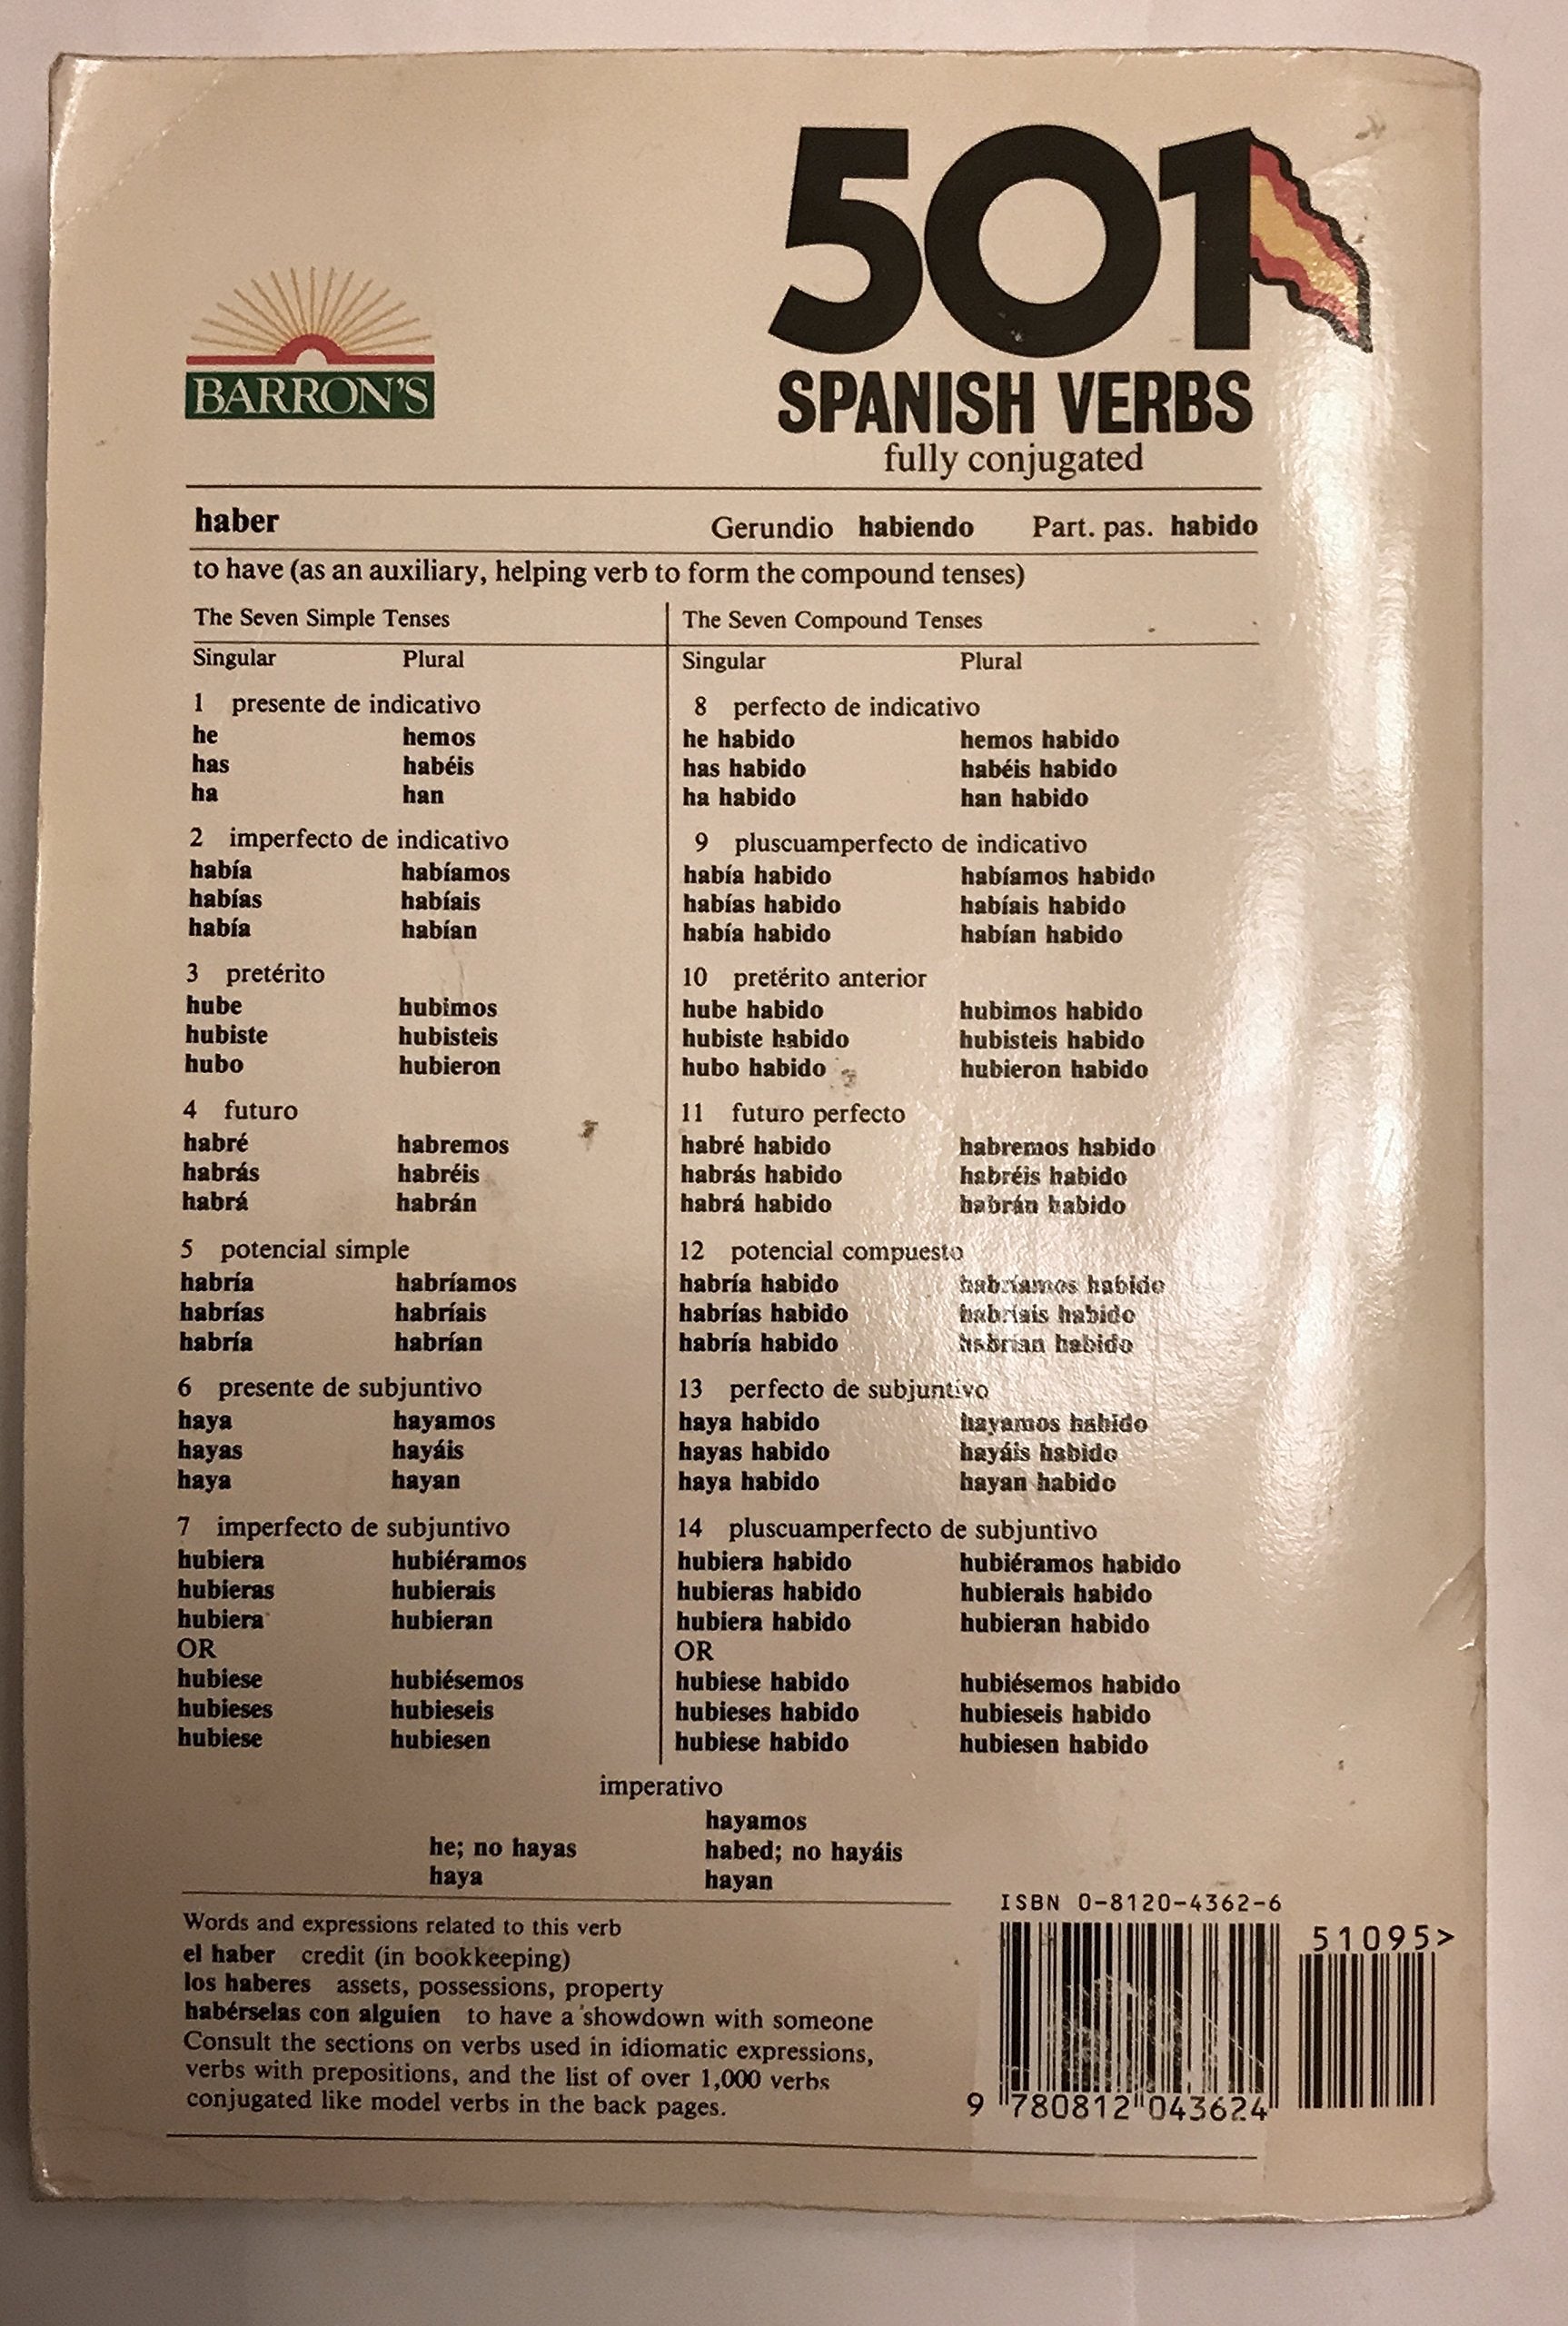 501
SPANISH VERBS
fully conjugated
BARRON'S
haber Gerundio habiendo Part. pas. habido
to have (as an auxiliary, helping verb to form the compound tenses)
The Seven Simple Tenses The Seven Compound Tenses
Singular Plural Singular Plural
1 presente de indicativo 8 perfecto de indicativo
he hemos he habido hemos habido
has habéis has habido habéis habido
ha han ha habido han habido
2 imperfecto de indicativo 9 pluscuamperfecto de indicativo
había habíamos había habido habíamos habido
habías habíais habías habido habíais habido
había habían había habido habían habido
3 pretérito 10 pretérito anterior
hube hubimos hube habido hubimos habido
hubiste hubisteis hubiste habido hubisteis habido
hubo hubieron hubo habido hubieron habido
4 futuro 11 futuro perfecto
habré habremos habré habido habremos habido
habrás habréis habrás habido habréis habido
habrá habrán habrá habido habrán habido
5 potencial simple 12 potencial compuesto
habría habríamos habría habido habríamos habido
habrías habríais habrías habido habríais habido
habría habrían habría habido habrían habido
6 presente de subjuntivo 13 perfecto de subjuntivo
haya hayamos haya habido hayamos habido
hayas hayáis hayas habido hayáis habido
haya hayan haya habido hayan habido
7 imperfecto de subjuntivo 14 pluscuamperfecto de subjuntivo
hubiera hubiéramos hubiera habido hubiéramos habido
hubieras hubierais hubieras habido hubierais habido
hubiera hubieran hubiera habido hubieran habido
OR OR
hubiese hubiésemos hubiese habido hubiésemos habido
hubieses hubieseis hubieses habido hubieseis habido
hubiese hubiesen hubiese habido hubiesen habido
imperativo
hayamos
he; no hayas habed; no hayáis
haya hayan
Words and expressions related to this verb
el haber credit (in bookkeeping)
los haberes assets, possessions, property
habérselas con alguien to have a showdown with someone
Consult the sections on verbs used in idiomatic expressions,
verbs with prepositions, and the list of over 1,000 verbs
conjugated like model verbs in the back pages.
ISBN 0-8120-4362-6
51095>
9 780812 043624